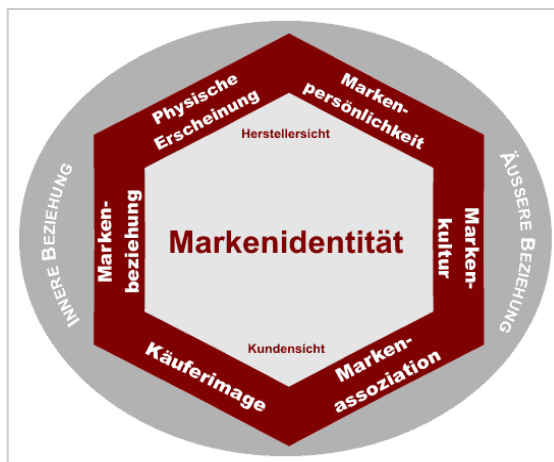 Physische
Erscheinung
Marken-
persönlichkeit
Herstellersicht
INNERE BEZIEHUNG
Marken-
beziehung
Markenidentität
Marken-
kultur
ÄUSSERE BEZIEHUNG
Kundensicht
Käuferimage
Marken-
assoziation